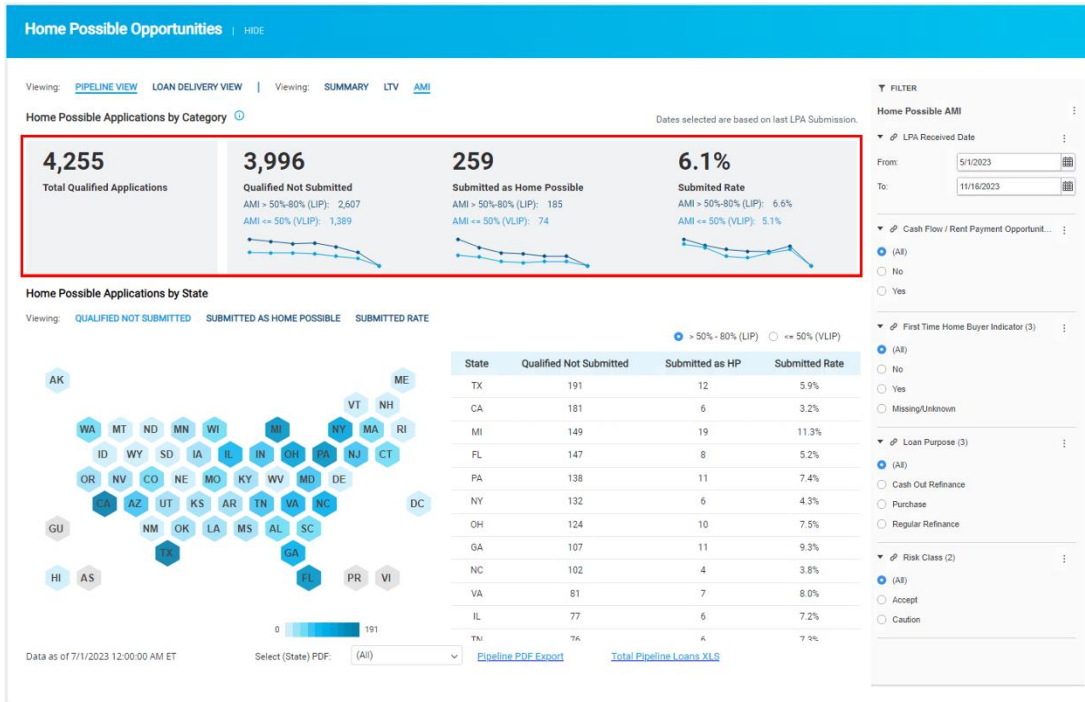 Home Possible Opportunities | HIDE
Viewing: PIPELINE VIEW LOAN DELIVERY VIEW | Viewing: SUMMARY LTV AMI
Home Possible Applications by Category
Dates selected are based on last LPA Submission.
4,255
Total Qualified Applications
3,996
Qualified Not Submitted
AMI > 50%-80% (LIP): 2,607
AMI <= 50% (VLIP): 1,389
259
Submitted as Home Possible
AMI > 50%-80% (LIP): 185
AMI <= 50% (VLIP): 74
6.1%
Submited Rate
AMI > 50%-80% (LIP): 6.6%
AMI <= 50% (VLIP): 5.1%
Home Possible Applications by State
Viewing: QUALIFIED NOT SUBMITTED SUBMITTED AS HOME POSSIBLE SUBMITTED RATE
> 50% - 80% (LIP) <= 50% (VLIP)
AK ME
VT NH
WA MT ND MN WI MI NY MA RI
ID WY SD IA IL IN OH PA NJ CT
OR NV CO NE MO KY WV MD DE
CA AZ UT KS AR TN VA NC DC
GU NM OK LA MS AL SC
TX GA
HI AS FL PR VI
0 191
State Qualified Not Submitted Submitted as HP Submitted Rate
TX 191 12 5.9%
CA 181 6 3.2%
MI 149 19 11.3%
FL 147 8 5.2%
PA 138 11 7.4%
NY 132 6 4.3%
OH 124 10 7.5%
GA 107 11 9.3%
NC 102 4 3.8%
VA 81 7 8.0%
IL 77 6 7.2%
TN 76 6 7.3%
Data as of 7/1/2023 12:00:00 AM ET Select (State) PDF: (All) Pipeline PDF Export Total Pipeline Loans XLS
FILTER
Home Possible AMI
LPA Received Date
From: 5/1/2023
To: 11/16/2023
Cash Flow / Rent Payment Opportunit...
(All)
No
Yes
First Time Home Buyer Indicator (3)
(All)
No
Yes
Missing/Unknown
Loan Purpose (3)
(All)
Cash Out Refinance
Purchase
Regular Refinance
Risk Class (2)
(All)
Accept
Caution